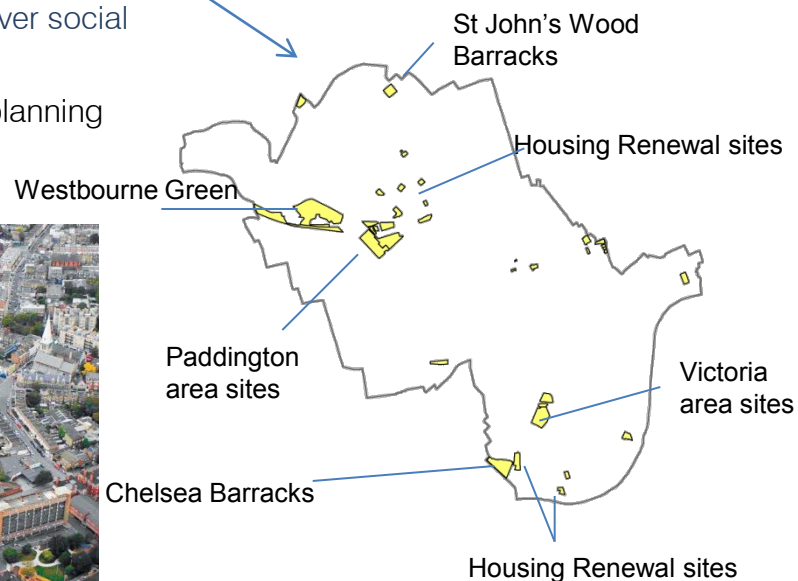 ver social
planning
St John's Wood
Barracks
Housing Renewal sites
Westbourne Green
Paddington
area sites
Victoria
area sites
Chelsea Barracks
Housing Renewal sites